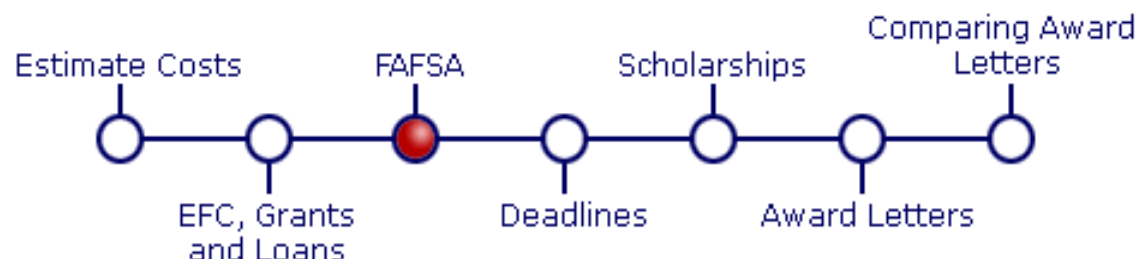 Estimate Costs
EFC, Grants
and Loans
FAFSA
Deadlines
Scholarships
Award Letters
Comparing Award
Letters